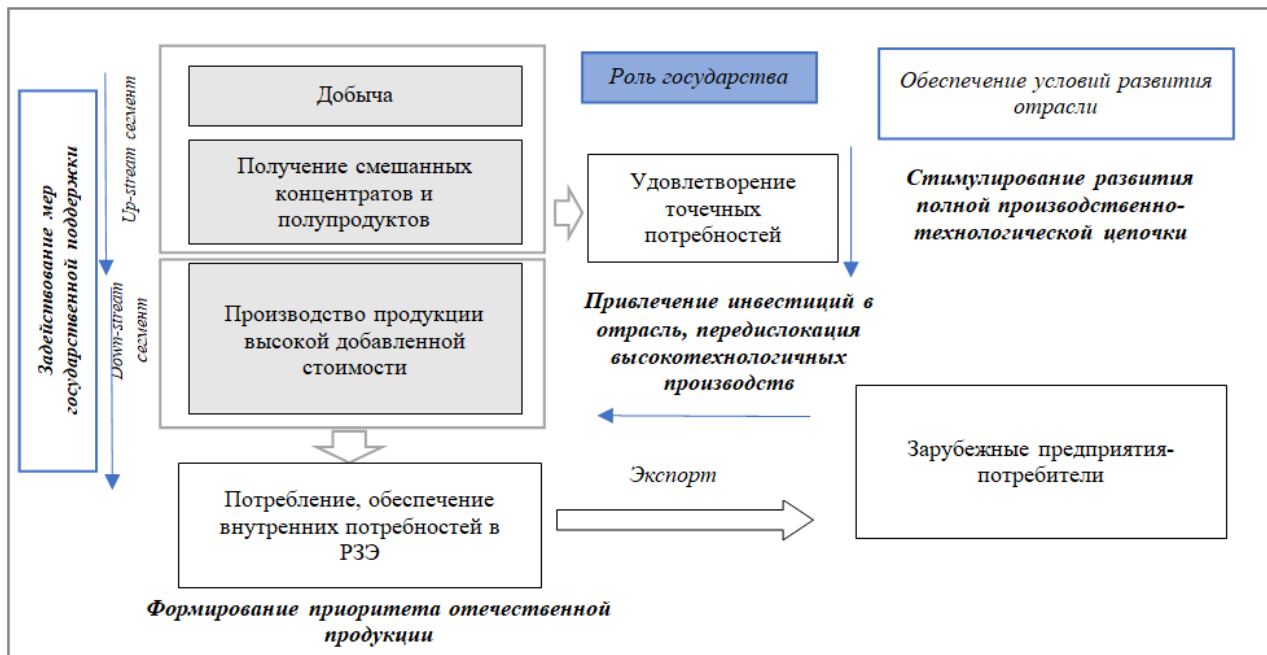 Задействование мер
государственной поддержки
Up-stream сегмент
Down-stream
сегмент
Добыча
Получение смешанных
концентратов и
полупродуктов
Производство продукции
высокой добавленной
стоимости
Роль государства
Обеспечение условий развития
отрасли
Удовлетворение
точечных
потребностей
Стимулирование развития
полной производственно-
технологической цепочки
Привлечение инвестиций в
отрасль, передислокация
высокотехнологичных
производств
Зарубежные предприятия-
потребители
Экспорт
Потребление, обеспечение
внутренних потребностей в
РЗЭ
Формирование приоритета отечественной
продукции